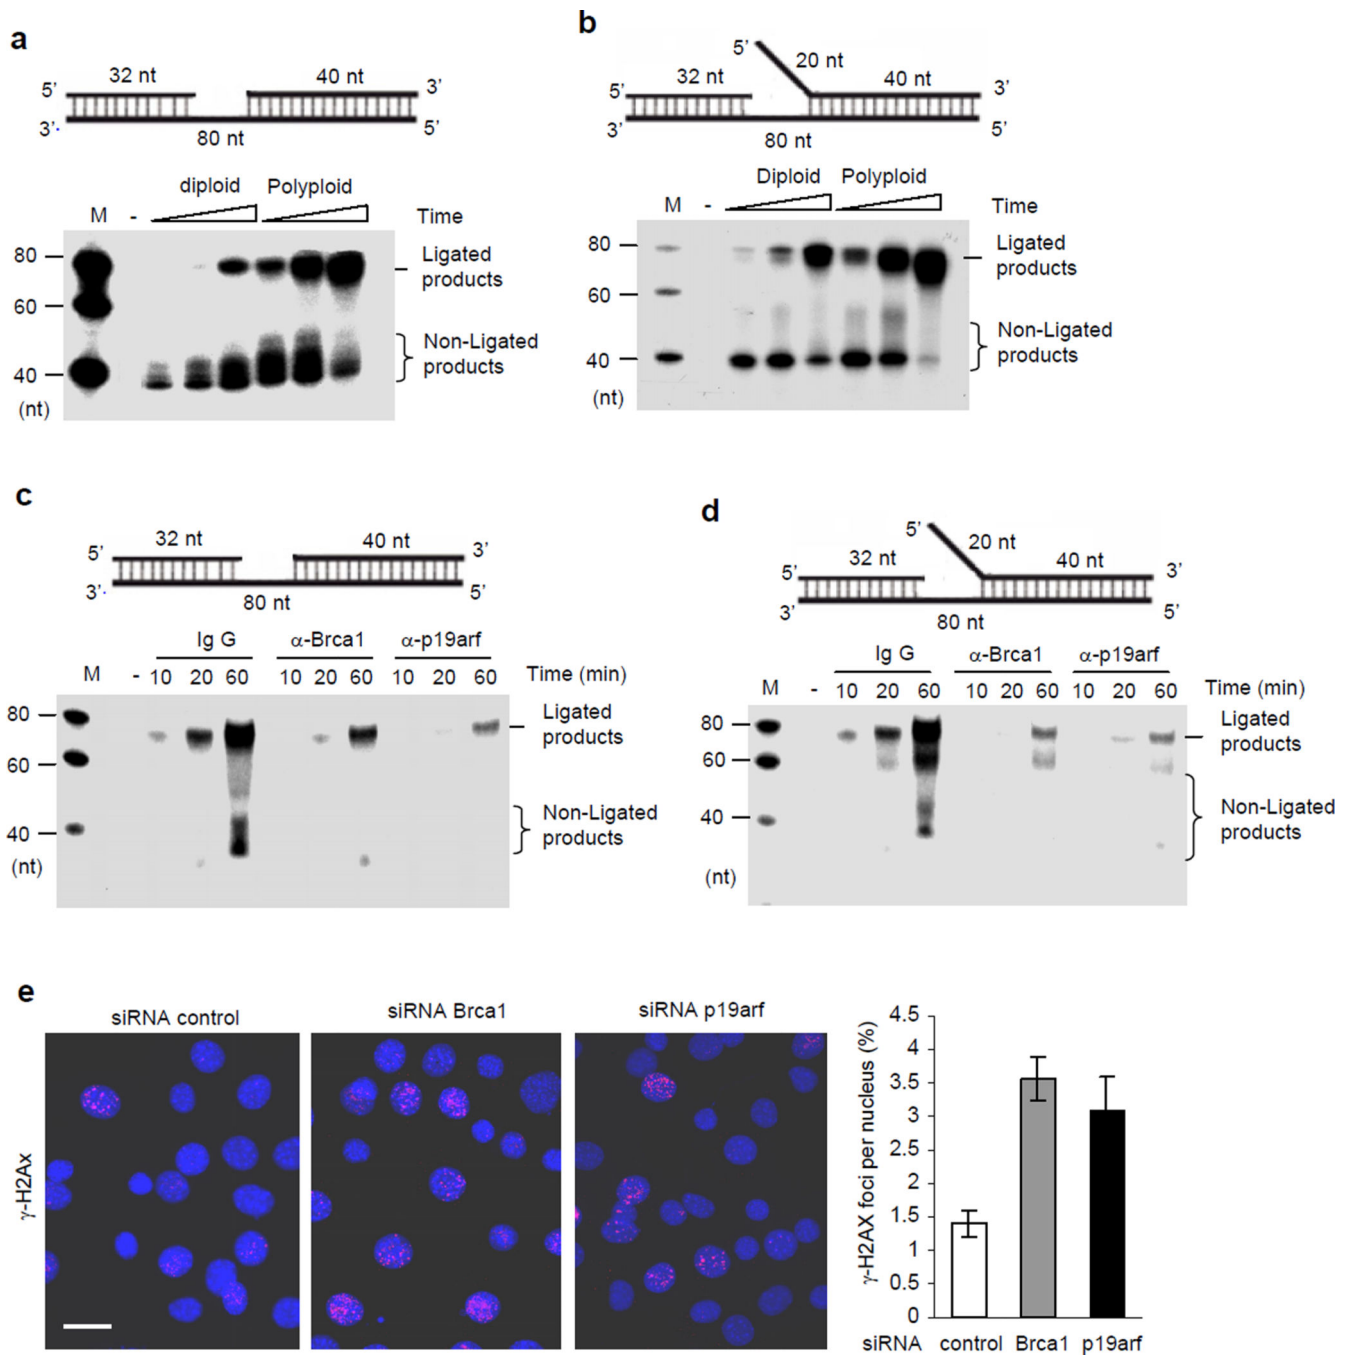 a
32 nt
40 nt
5’
3’
3’
5’
80 nt
diploid
Polyploid
M
-
Time
80
60
40
(nt)
Ligated
products
Non-Ligated
products
b
5’
20 nt
32 nt
40 nt
5’
3’
3’
5’
80 nt
Diploid
Polyploid
M
-
Time
80
60
40
(nt)
Ligated
products
Non-Ligated
products
c
32 nt
40 nt
5’
3’
3’
5’
80 nt
Ig G
α-Brca1
α-p19arf
M - 10 20 60 10 20 60 10 20 60 Time (min)
80
60
40
(nt)
Ligated
products
Non-Ligated
products
d
5’
20 nt
32 nt
40 nt
5’
3’
3’
5’
80 nt
Ig G
α-Brca1
α-p19arf
M - 10 20 60 10 20 60 10 20 60 Time (min)
80
60
40
(nt)
Ligated
products
Non-Ligated
products
e
siRNA control
siRNA Brca1
siRNA p19arf
γ-H2Ax
γ-H2AX foci per nucleus (%)
4.5
4
3.5
3
2.5
2
1.5
1
0.5
0
siRNA control Brca1 p19arf